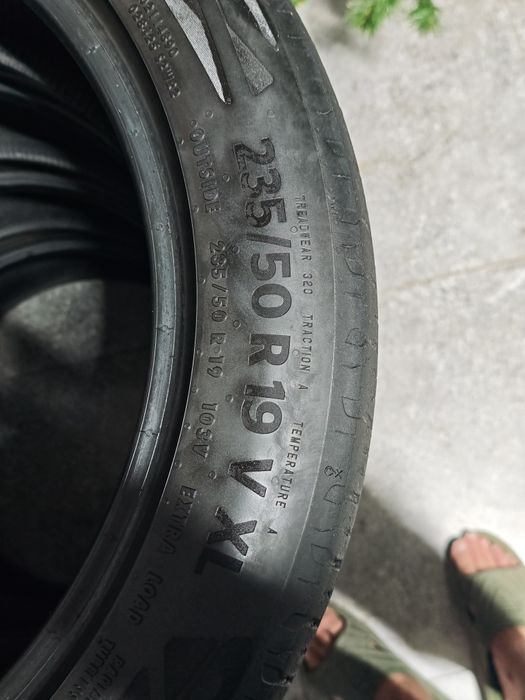 235/50 R 19 V XL
TREADWEAR 320 TRACTION A TEMPERATURE A
OUTSIDE 235/50 R 19 103V EXTRA LOAD